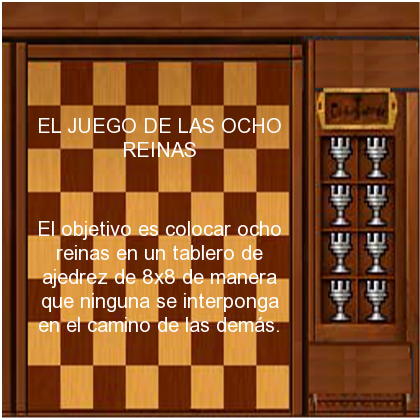 EL JUEGO DE LAS OCHO
REINAS
El objetivo es colocar ocho
reinas en un tablero de
ajedrez de 8x8 de manera
que ninguna se interponga
en el camino de las demás.